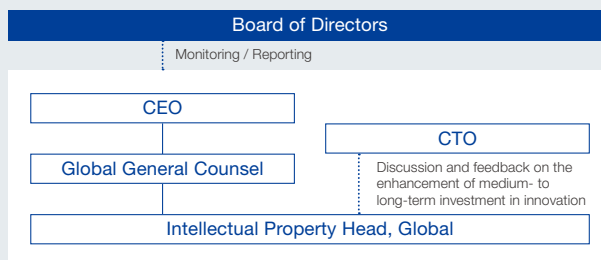 Board of Directors
Monitoring / Reporting
CEO
CTO
Global General Counsel
Discussion and feedback on the
enhancement of medium- to
long-term investment in innovation
Intellectual Property Head, Global